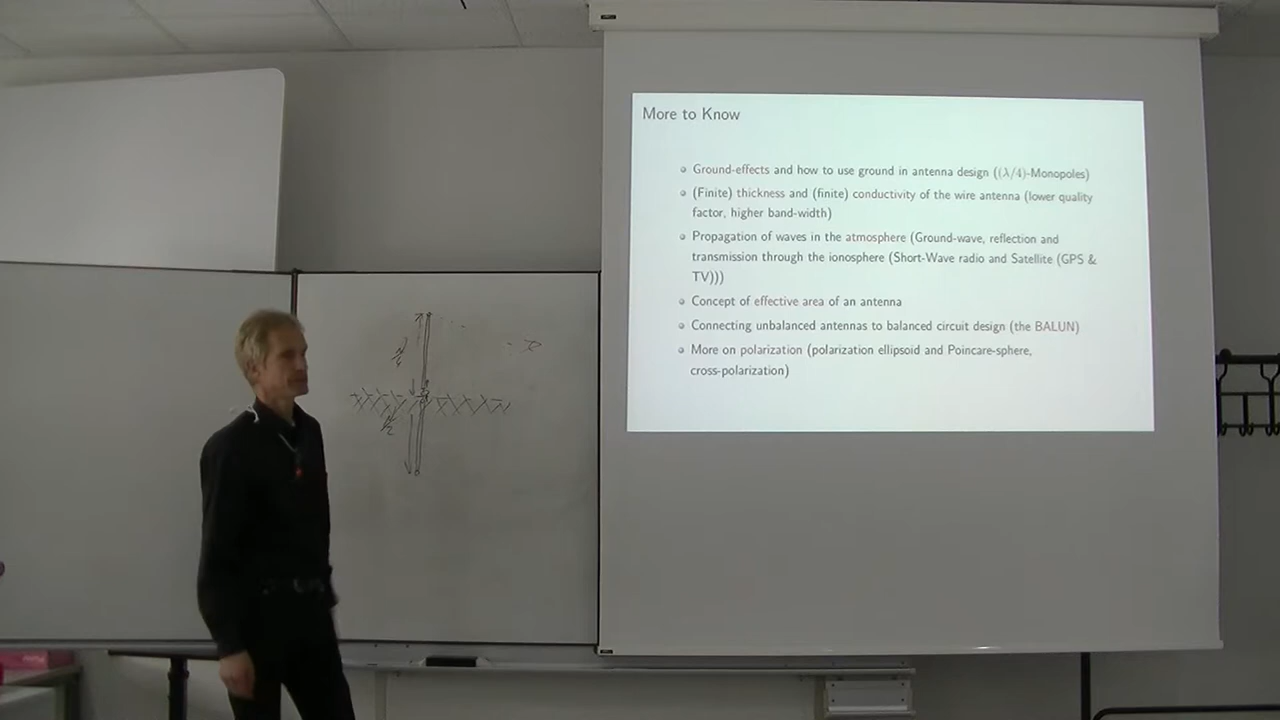 More to Know
Ground-effects and how to use ground in antenna design ((λ/4)-Monopoles)
(Finite) thickness and (finite) conductivity of the wire antenna (lower quality
factor, higher band-width)
Propagation of waves in the atmosphere (Ground-wave, reflection and
transmission through the ionosphere (Short-Wave radio and Satellite (GPS &
TV)))
Concept of effective area of an antenna
Connecting unbalanced antennas to balanced circuit design (the BALUN)
More on polarization (polarization ellipsoid and Poincare-sphere,
cross-polarization)